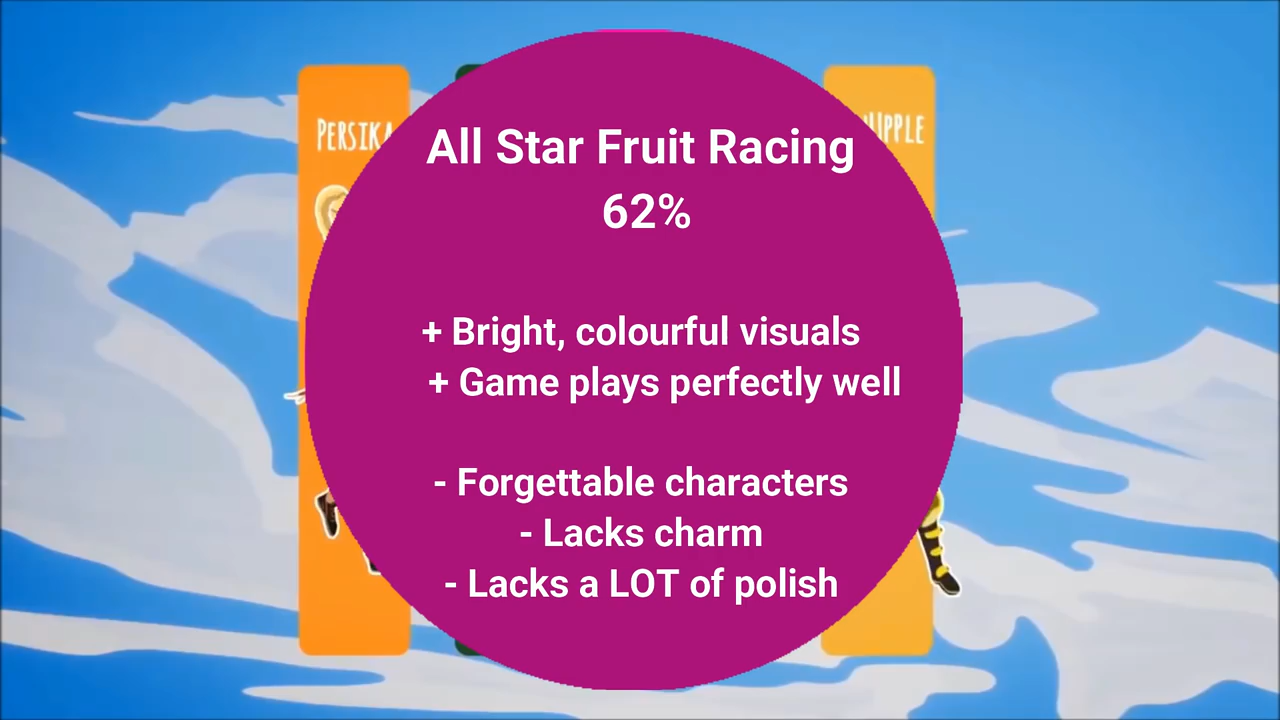 PERSIKA
All Star Fruit Racing
62%
+ Bright, colourful visuals
+ Game plays perfectly well
- Forgettable characters
- Lacks charm
- Lacks a LOT of polish